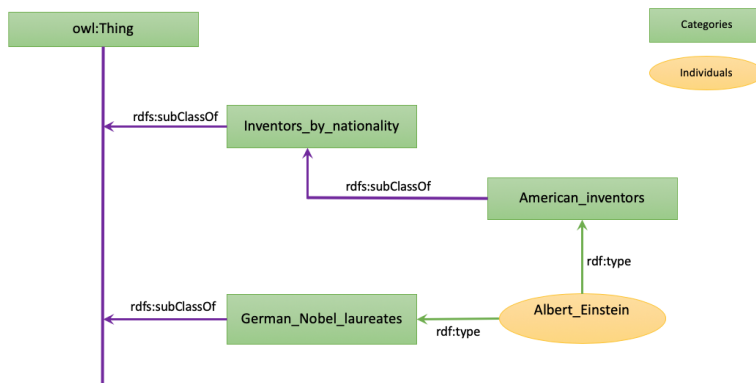 owl:Thing
Categories
Individuals
rdfs:subClassOf
Inventors_by_nationality
rdfs:subClassOf
American_inventors
rdf:type
rdfs:subClassOf
German_Nobel_laureates
Albert_Einstein
rdf:type